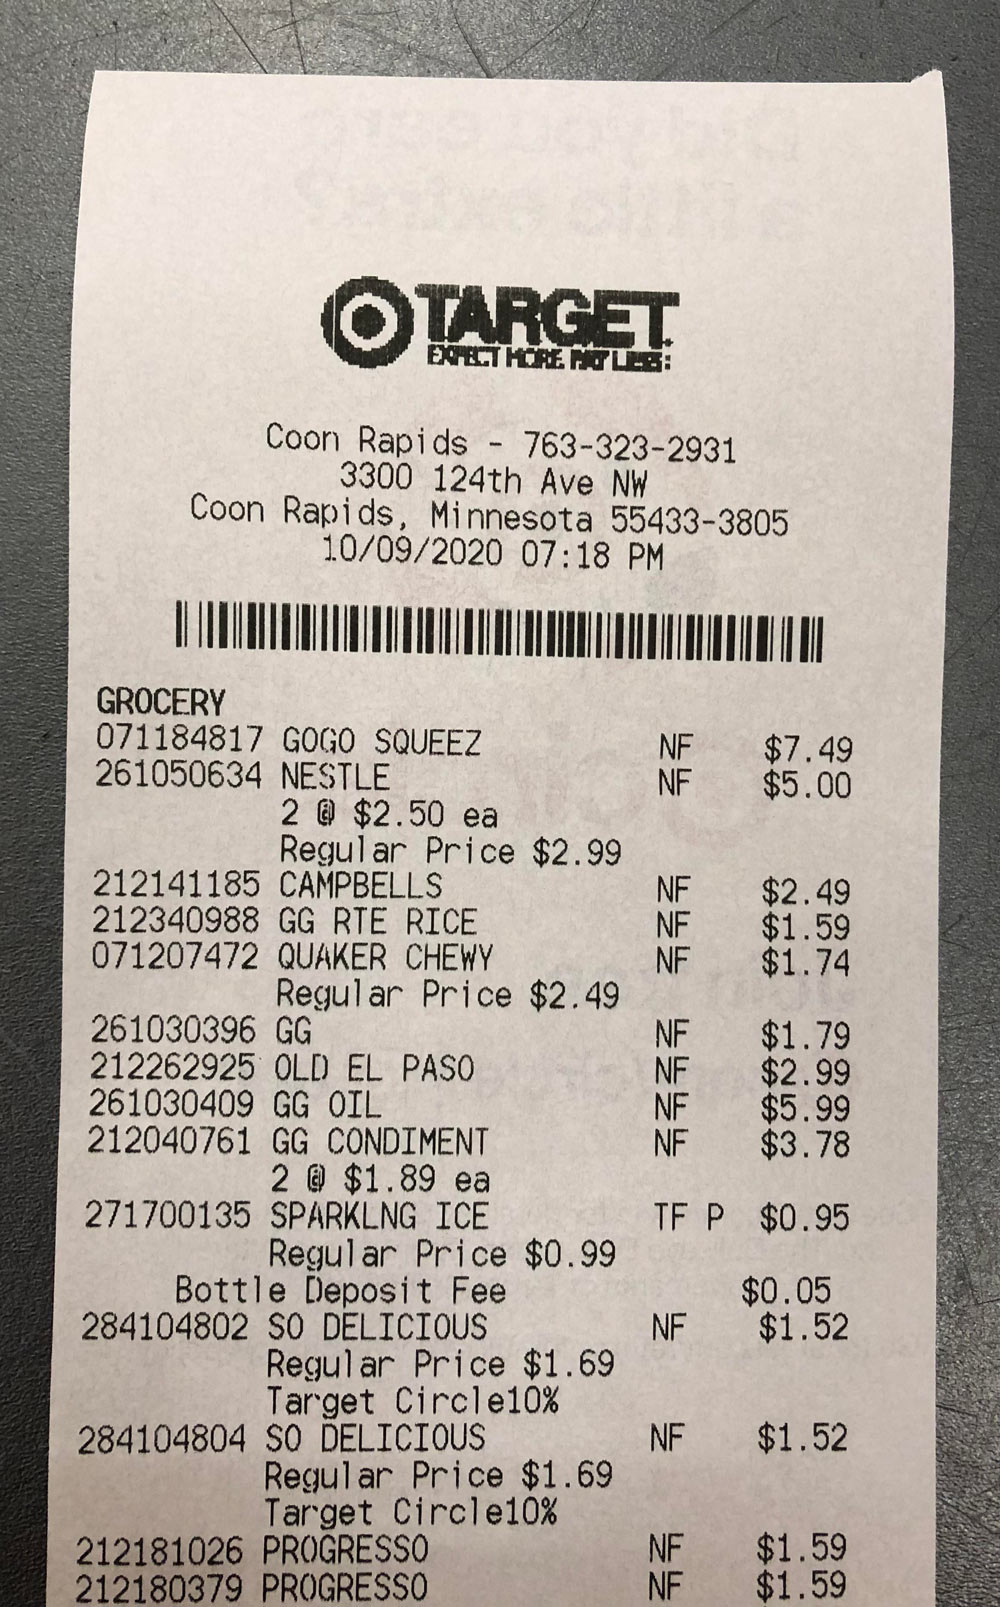 TARGET
EXPECT MORE. PAY LESS.
Coon Rapids - 763-323-2931
3300 124th Ave NW
Coon Rapids, Minnesota 55433-3805
10/09/2020 07:18 PM
GROCERY
071184817 GOGO SQUEEZ NF $7.49
261050634 NESTLE NF $5.00
2 @ $2.50 ea
Regular Price $2.99
212141185 CAMPBELLS NF $2.49
212340988 GG RTE RICE NF $1.59
071207472 QUAKER CHEWY NF $1.74
Regular Price $2.49
261030396 GG NF $1.79
212262925 OLD EL PASO NF $2.99
261030409 GG OIL NF $5.99
212040761 GG CONDIMENT NF $3.78
2 @ $1.89 ea
271700135 SPARKLNG ICE TF P $0.95
Regular Price $0.99
Bottle Deposit Fee $0.05
284104802 SO DELICIOUS NF $1.52
Regular Price $1.69
Target Circle10%
284104804 SO DELICIOUS NF $1.52
Regular Price $1.69
Target Circle10%
212181026 PROGRESSO NF $1.59
212180379 PROGRESSO NF $1.59